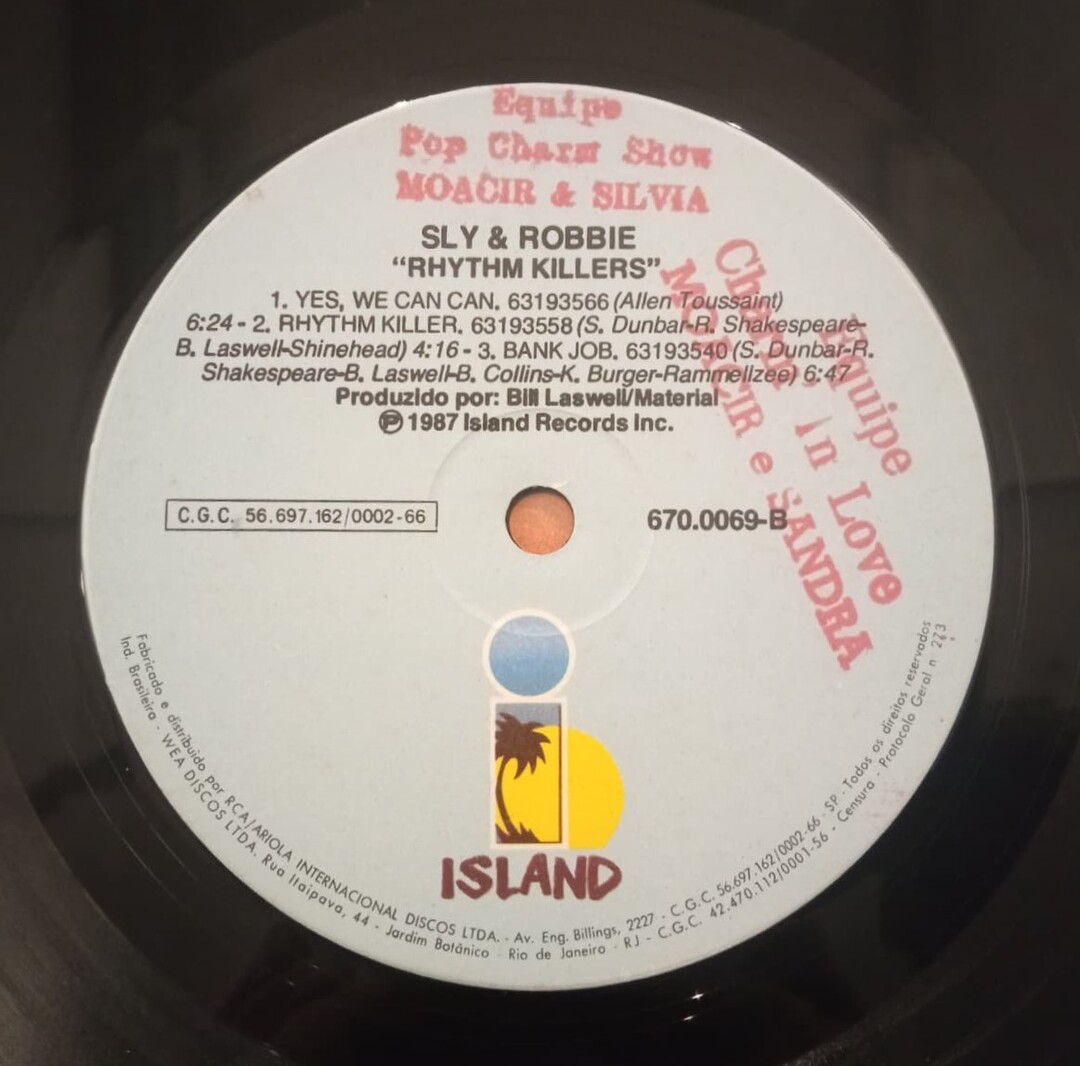 Equipe
Pop Charm Show
MOACIR & SILVIA
SLY & ROBBIE
“RHYTHM KILLERS”
1. YES, WE CAN CAN. 63193566 (Allen Toussaint)
6:24 - 2. RHYTHM KILLER. 63193558 (S. Dunbar-R. Shakespeare-
B. Laswell-Shinehead) 4:16 - 3. BANK JOB. 63193540 (S. Dunbar-R.
Shakespeare-B. Laswell-B. Collins-K. Burger-Rammellzee) 6:47
Produzido por: Bill Laswell/Material
℗ 1987 Island Records Inc.
Equipe
Charm in Love
MOACIR e SANDRA
C.G.C. 56.697.162/0002-66
670.0069-B
ISLAND
Fabricado e distribuido por RCA/ARIOLA INTERNACIONAL DISCOS LTDA. - Av. Eng. Billings, 2227 - C.G.C. 56.697.162/0002-66 - SP - Todos os direitos reservados
Ind. Brasileira - WEA DISCOS LTDA. Rua Itaipava, 44 - Jardim Botânico - Rio de Janeiro - RJ - C.G.C. 42.470.112/0001-56 - Censura - Protocolo Geral n 273